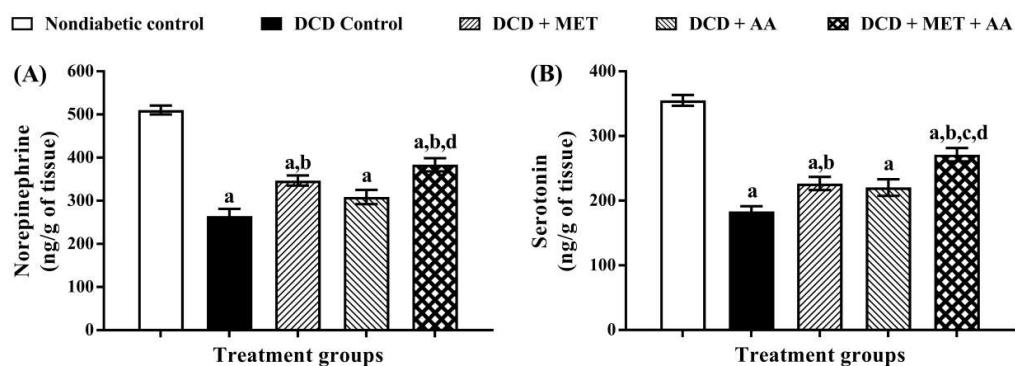 Nondiabetic control DCD Control DCD + MET DCD + AA DCD + MET + AA
(A)
Norepinephrine
(ng/g of tissue)
600
500
400
300
200
100
0
a
a,b
a
a,b,d
Treatment groups
(B)
Serotonin
(ng/g of tissue)
400
300
200
100
0
a
a,b
a
a,b,c,d
Treatment groups